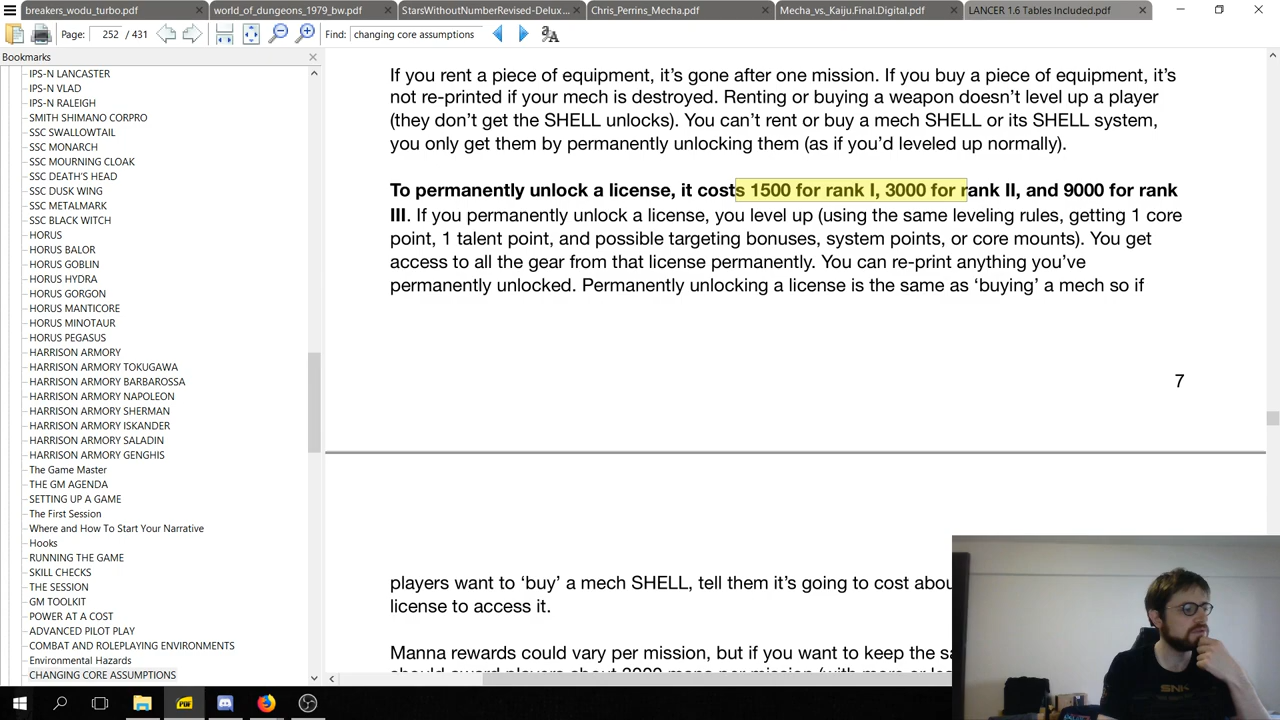 breakers_wodu_turbo.pdf
world_of_dungeons_1979_bw.pdf
StarsWithoutNumberRevised-Delux...
Chris_Perrins_Mecha.pdf
Mecha_vs._Kaiju.Final.Digital.pdf
LANCER 1.6 Tables Included.pdf
Page: 252 / 431
Find: changing core assumptions
Bookmarks
IPS-N LANCASTER
IPS-N VLAD
IPS-N RALEIGH
SMITH SHIMANO CORPRO
SSC SWALLOWTAIL
SSC MONARCH
SSC MOURNING CLOAK
SSC DEATH'S HEAD
SSC DUSK WING
SSC METALMARK
SSC BLACK WITCH
HORUS
HORUS BALOR
HORUS GOBLIN
HORUS HYDRA
HORUS GORGON
HORUS MANTICORE
HORUS MINOTAUR
HORUS PEGASUS
HARRISON ARMORY
HARRISON ARMORY TOKUGAWA
HARRISON ARMORY BARBAROSSA
HARRISON ARMORY NAPOLEON
HARRISON ARMORY SHERMAN
HARRISON ARMORY ISKANDER
HARRISON ARMORY SALADIN
HARRISON ARMORY GENGHIS
The Game Master
THE GM AGENDA
SETTING UP A GAME
The First Session
Where and How To Start Your Narrative
Hooks
RUNNING THE GAME
SKILL CHECKS
THE SESSION
GM TOOLKIT
POWER AT A COST
ADVANCED PILOT PLAY
COMBAT AND ROLEPLAYING ENVIRONMENTS
Environmental Hazards
CHANGING CORE ASSUMPTIONS
If you rent a piece of equipment, it's gone after one mission. If you buy a piece of equipment, it's
not re-printed if your mech is destroyed. Renting or buying a weapon doesn't level up a player
(they don't get the SHELL unlocks). You can't rent or buy a mech SHELL or its SHELL system,
you only get them by permanently unlocking them (as if you'd leveled up normally).
To permanently unlock a license, it costs 1500 for rank I, 3000 for rank II, and 9000 for rank
III. If you permanently unlock a license, you level up (using the same leveling rules, getting 1 core
point, 1 talent point, and possible targeting bonuses, system points, or core mounts). You get
access to all the gear from that license permanently. You can re-print anything you've
permanently unlocked. Permanently unlocking a license is the same as 'buying' a mech so if
7
players want to 'buy' a mech SHELL, tell them it's going to cost abou
license to access it.
Manna rewards could vary per mission, but if you want to keep the sa
should award players about 3000 mana per mission (with more or les